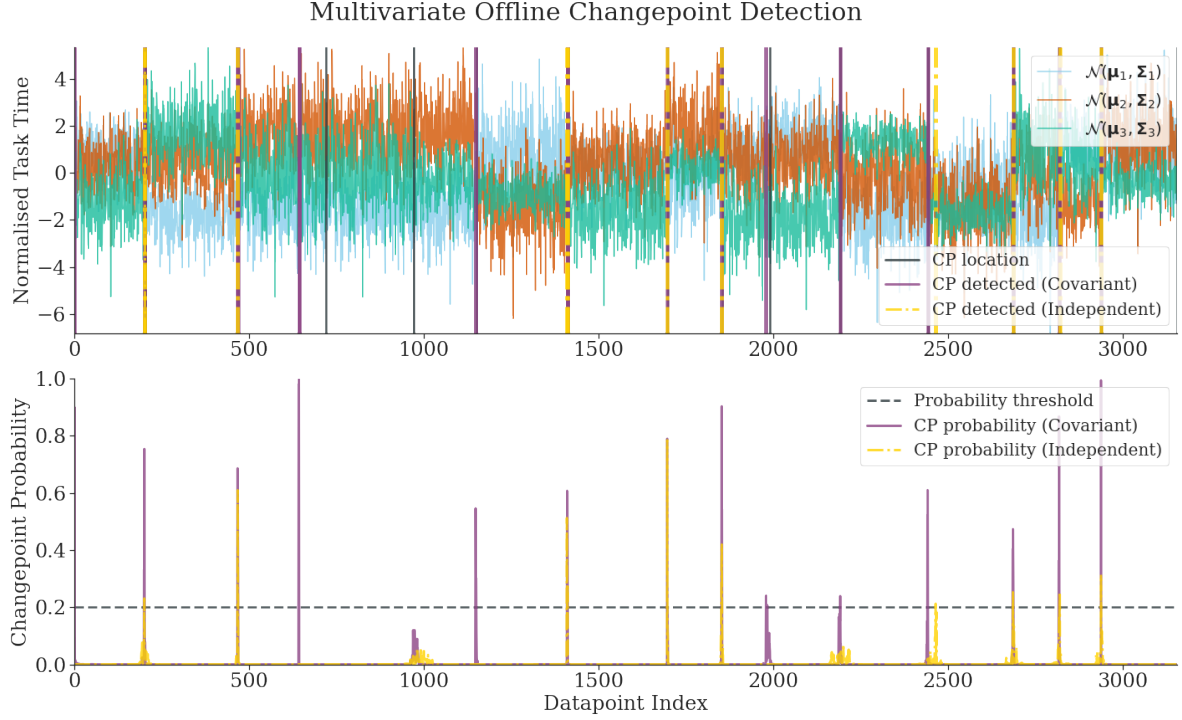 Multivariate Offline Changepoint Detection
Normalised Task Time
4
2
0
−2
−4
−6
𝒩(μ₁, Σ₁)
𝒩(μ₂, Σ₂)
𝒩(μ₃, Σ₃)
CP location
CP detected (Covariant)
CP detected (Independent)
0 500 1000 1500 2000 2500 3000
Changepoint Probability
1.0
0.8
0.6
0.4
0.2
0.0
Probability threshold
CP probability (Covariant)
CP probability (Independent)
0 500 1000 1500 2000 2500 3000
Datapoint Index